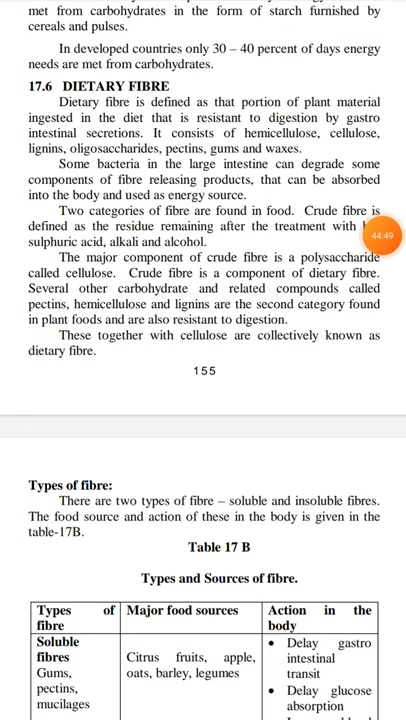 met from carbohydrates in the form of starch furnished by
cereals and pulses.
In developed countries only 30 – 40 percent of days energy
needs are met from carbohydrates.
17.6 DIETARY FIBRE
Dietary fibre is defined as that portion of plant material
ingested in the diet that is resistant to digestion by gastro
intestinal secretions. It consists of hemicellulose, cellulose,
lignins, oligosaccharides, pectins, gums and waxes.
Some bacteria in the large intestine can degrade some
components of fibre releasing products, that can be absorbed
into the body and used as energy source.
Two categories of fibre are found in food. Crude fibre is
defined as the residue remaining after the treatment with
44:49
sulphuric acid, alkali and alcohol.
The major component of crude fibre is a polysaccharide
called cellulose. Crude fibre is a component of dietary fibre.
Several other carbohydrate and related compounds called
pectins, hemicellulose and lignins are the second category found
in plant foods and are also resistant to digestion.
These together with cellulose are collectively known as
dietary fibre.
155
Types of fibre:
There are two types of fibre – soluble and insoluble fibres.
The food source and action of these in the body is given in the
table-17B.
Table 17 B
Types and Sources of fibre.
Types of fibre
Major food sources
Action in the body
Soluble
fibres
Gums,
pectins,
mucilages
Citrus fruits, apple,
oats, barley, legumes
• Delay gastro
intestinal
transit
• Delay glucose
absorption